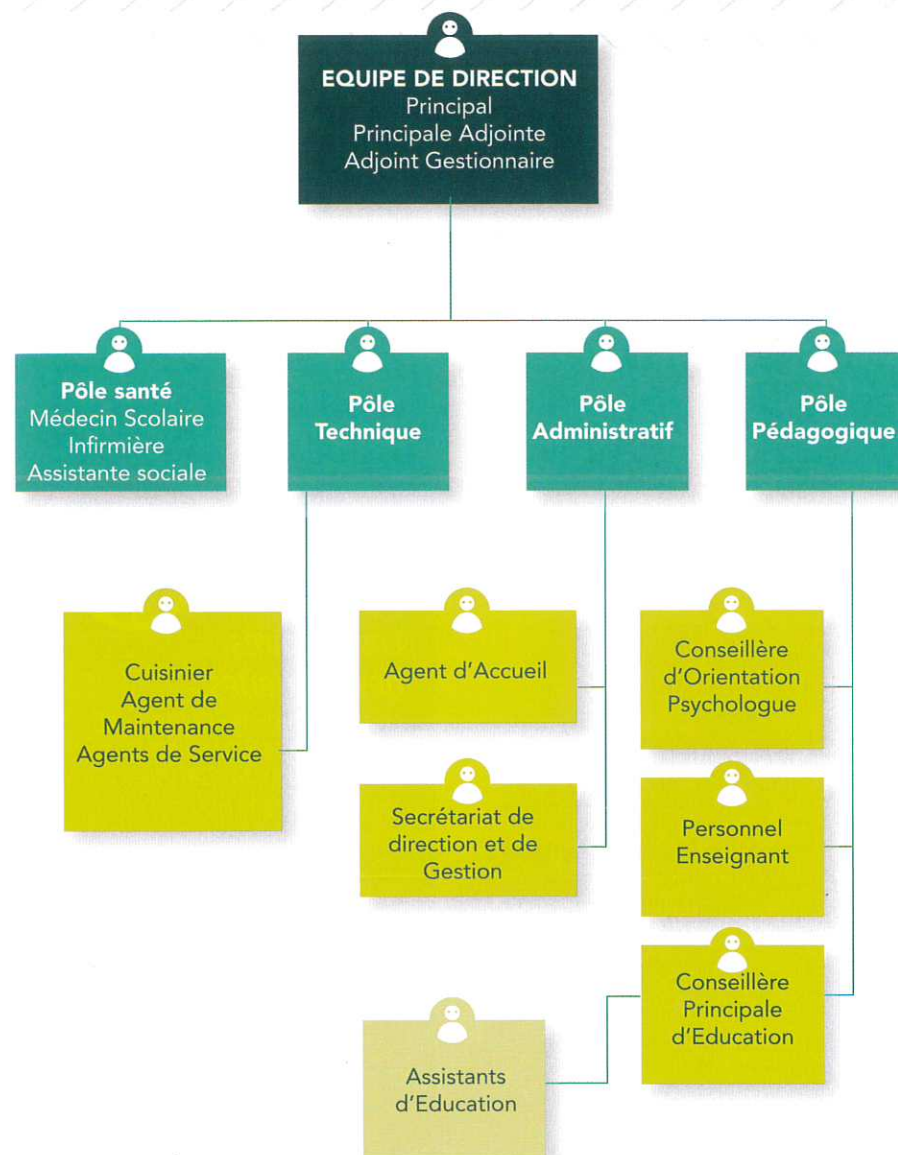 EQUIPE DE DIRECTION
Principal
Principale Adjointe
Adjoint Gestionnaire
Pôle santé
Médecin Scolaire
Infirmière
Assistante sociale
Pôle
Technique
Pôle
Administratif
Pôle
Pédagogique
Cuisinier
Agent de
Maintenance
Agents de Service
Agent d'Accueil
Secrétariat de
direction et de
Gestion
Conseillère
d'Orientation
Psychologue
Personnel
Enseignant
Conseillère
Principale
d'Education
Assistants
d'Education